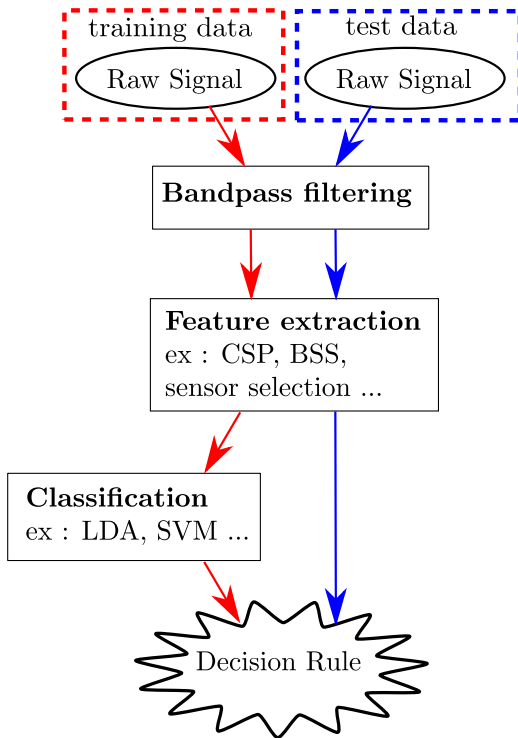 training data
test data
Raw Signal
Raw Signal
Bandpass filtering
Feature extraction
ex : CSP, BSS,
sensor selection ...
Classification
ex : LDA, SVM ...
Decision Rule